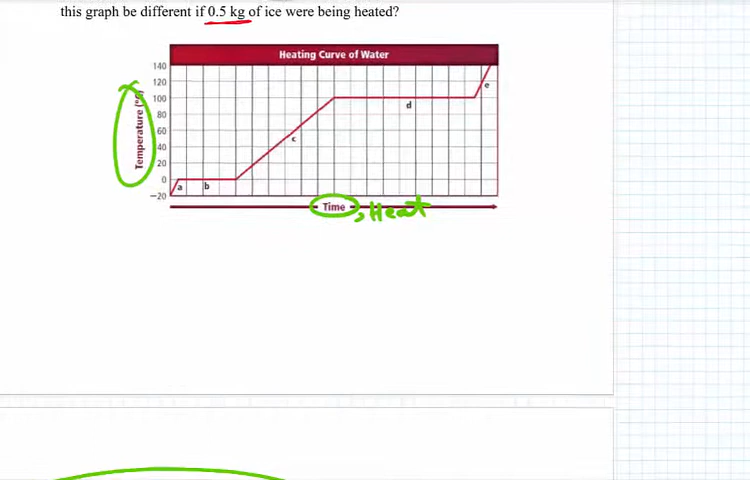 this graph be different if 0.5 kg of ice were being heated?
Heating Curve of Water
140
120
100
80
60
40
20
0
−20
Temperature (°C)
a
b
c
d
e
Time , Heat